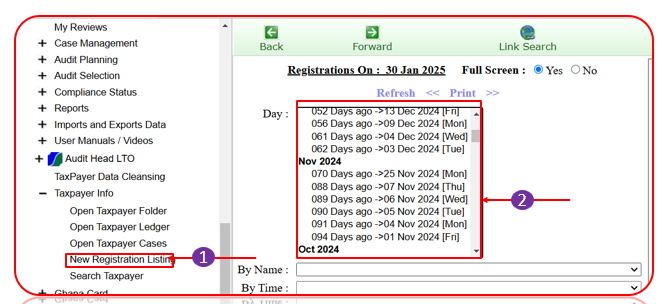 My Reviews
Case Management
Audit Planning
Audit Selection
Compliance Status
Reports
Imports and Exports Data
User Manuals / Videos
Audit Head LTO
TaxPayer Data Cleansing
Taxpayer Info
Open Taxpayer Folder
Open Taxpayer Ledger
Open Taxpayer Cases
New Registration Listing
Search Taxpayer
Ghana Card
1
Back
Forward
Link Search
Registrations On : 30 Jan 2025 Full Screen : Yes No
Refresh << Print >>
Day :
052 Days ago ->13 Dec 2024 [Fri]
056 Days ago ->09 Dec 2024 [Mon]
061 Days ago ->04 Dec 2024 [Wed]
062 Days ago ->03 Dec 2024 [Tue]
Nov 2024
070 Days ago ->25 Nov 2024 [Mon]
088 Days ago ->07 Nov 2024 [Thu]
089 Days ago ->06 Nov 2024 [Wed]
090 Days ago ->05 Nov 2024 [Tue]
091 Days ago ->04 Nov 2024 [Mon]
094 Days ago ->01 Nov 2024 [Fri]
Oct 2024
2
By Name :
By Time :